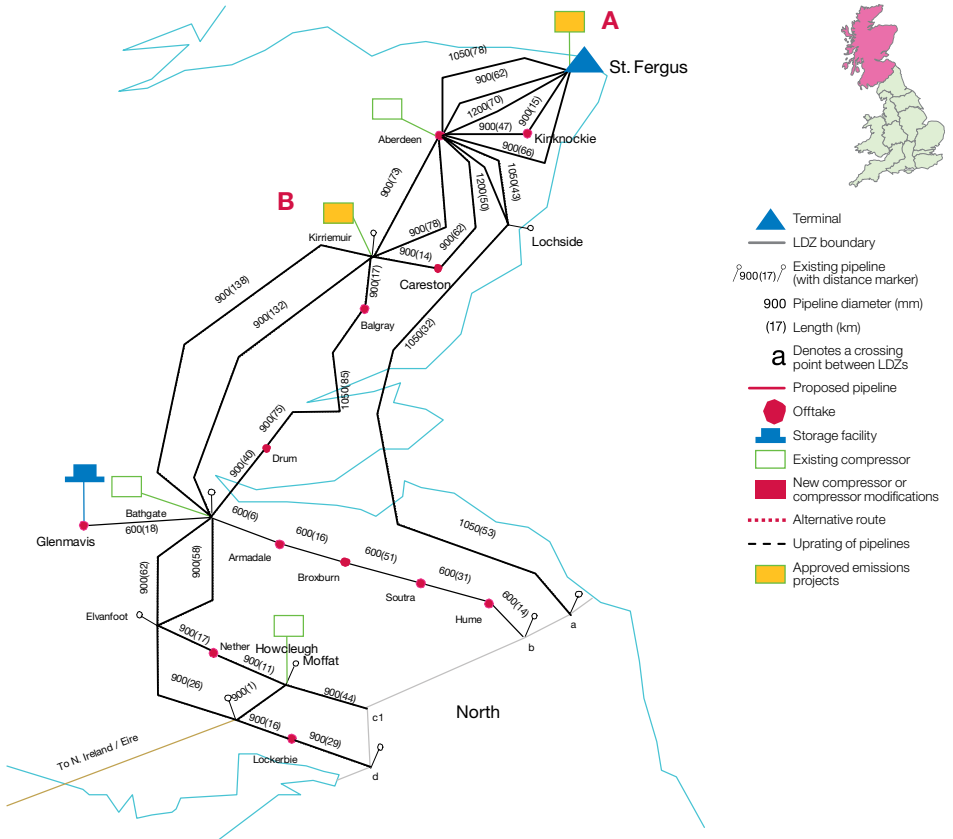 A
1050(78)
900(62)
St. Fergus
1200(70)
900(15)
900(47)
Kinknockie
Aberdeen
900(66)
1050(43)
1200(50)
900(73)
B
900(78)
900(62)
Kirriemuir
Lochside
900(14)
Careston
900(17)
900(138)
900(132)
Balgray
1050(32)
1050(85)
900(75)
Drum
900(40)
Bathgate
600(18)
Glenmavis
600(6)
Armadale
600(16)
Broxburn
600(51)
Soutra
600(31)
Hume
600(14)
1050(53)
a
b
900(62)
900(58)
Elvanfoot
900(17)
Nether Howcleugh
900(11)
Moffat
900(26)
900(1)
900(44)
c1
North
900(16)
900(29)
Lockerbie
d
To N. Ireland / Eire
Terminal
LDZ boundary
900(17)
Existing pipeline
(with distance marker)
900
Pipeline diameter (mm)
(17)
Length (km)
a
Denotes a crossing
point between LDZs
Proposed pipeline
Offtake
Storage facility
Existing compressor
New compressor or
compressor modifications
Alternative route
Uprating of pipelines
Approved emissions
projects